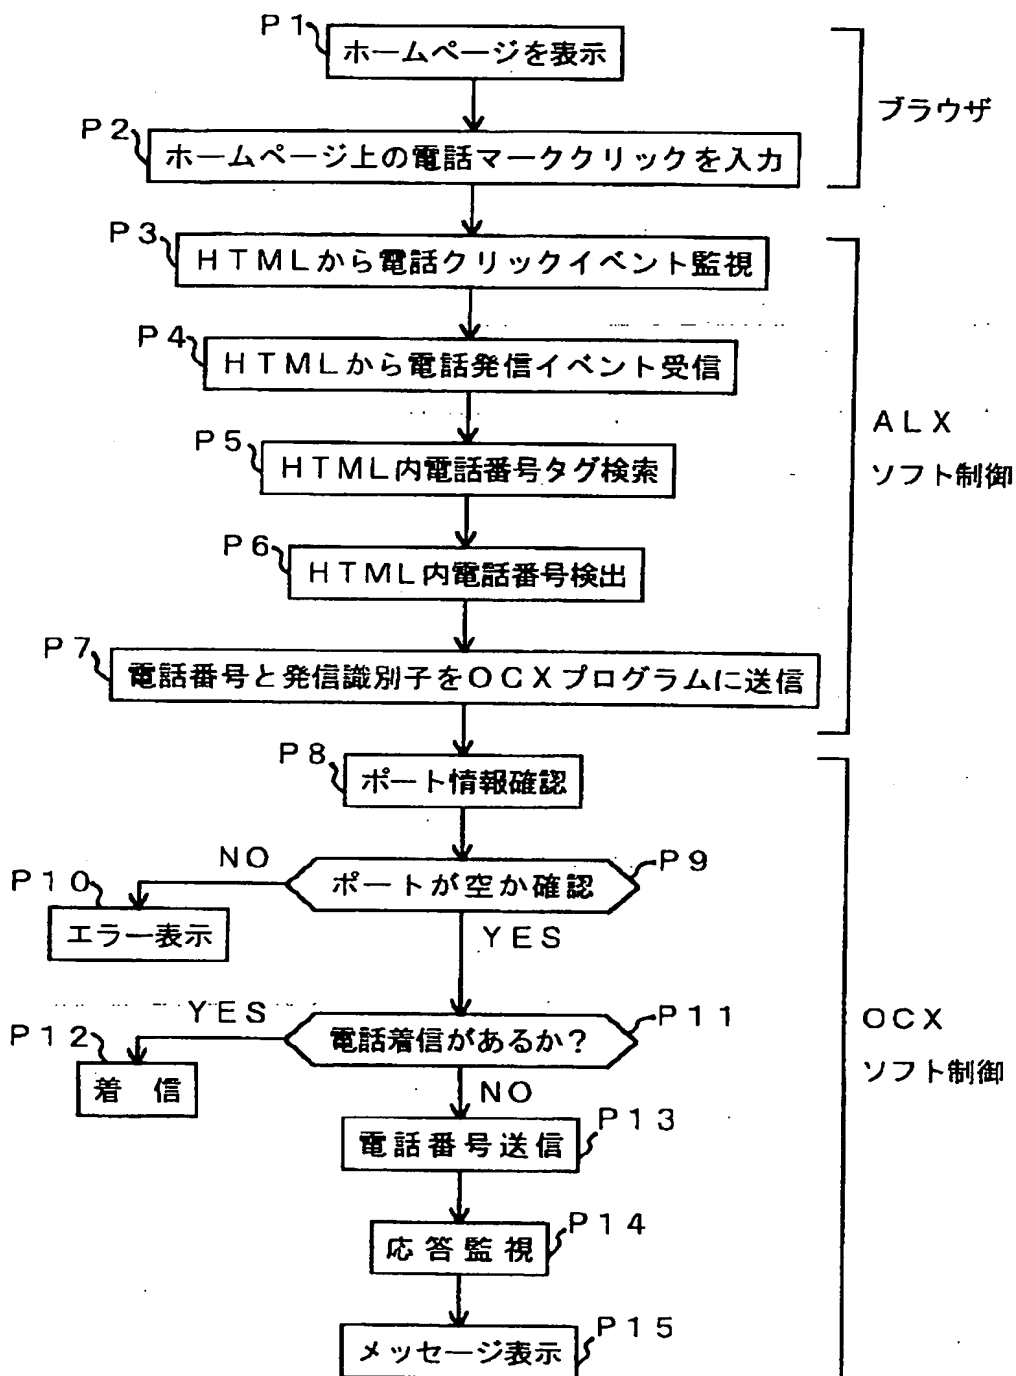 P1
ホームページを表示
ブラウザ
P2
ホームページ上の電話マーククリックを入力
P3
HTMLから電話クリックイベント監視
P4
HTMLから電話発信イベント受信
ALX
ソフト制御
P5
HTML内電話番号タグ検索
P6
HTML内電話番号検出
P7
電話番号と発信識別子をOCXプログラムに送信
P8
ポート情報確認
P9
ポートが空か確認
NO
P10
エラー表示
YES
P11
電話着信があるか?
YES
P12
着 信
NO
OCX
ソフト制御
P13
電話番号送信
P14
応答監視
P15
メッセージ表示